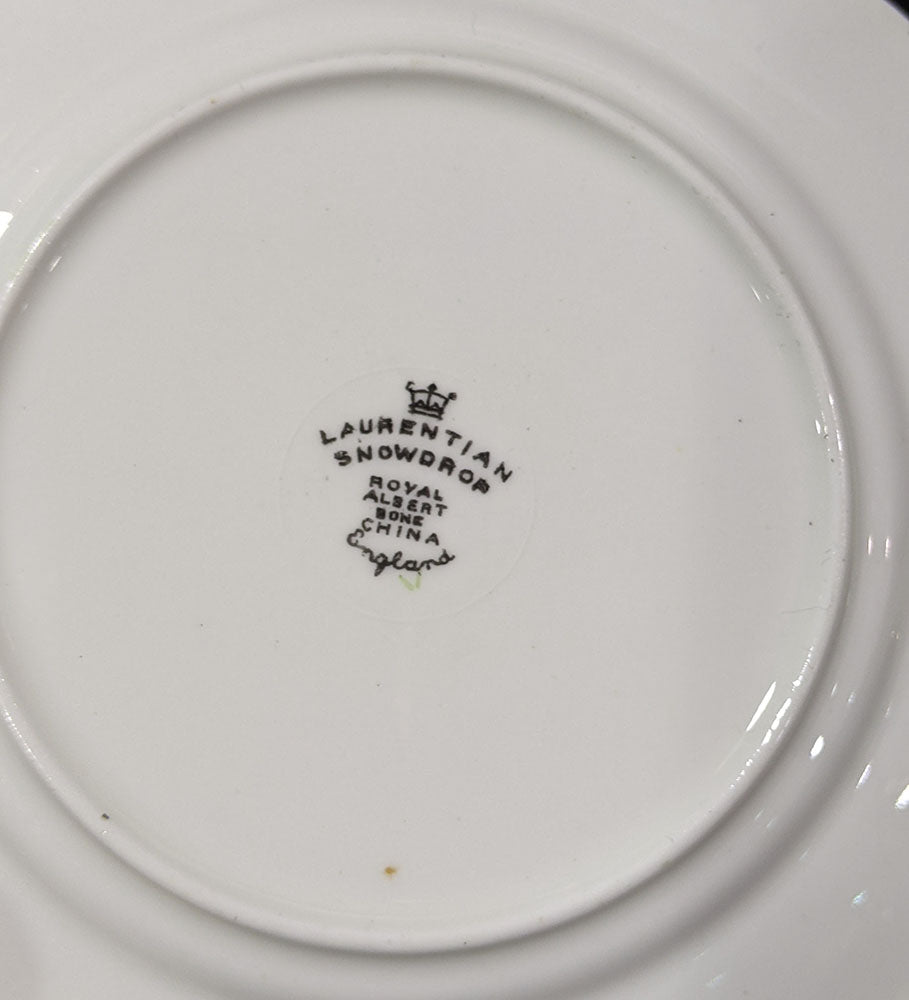 LAURENTIAN
SNOWDROP
ROYAL
ALBERT
BONE
CHINA
England